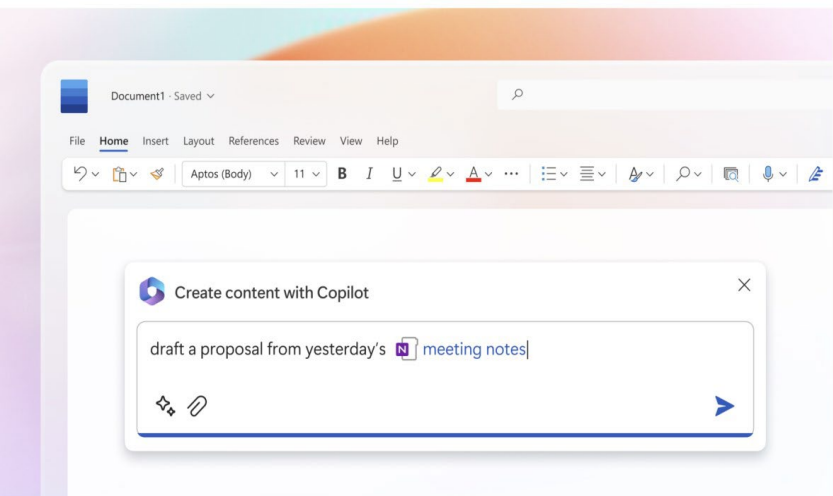 Document1 · Saved
File Home Insert Layout References Review View Help
Aptos (Body) 11 B I U A
Create content with Copilot
draft a proposal from yesterday's N meeting notes